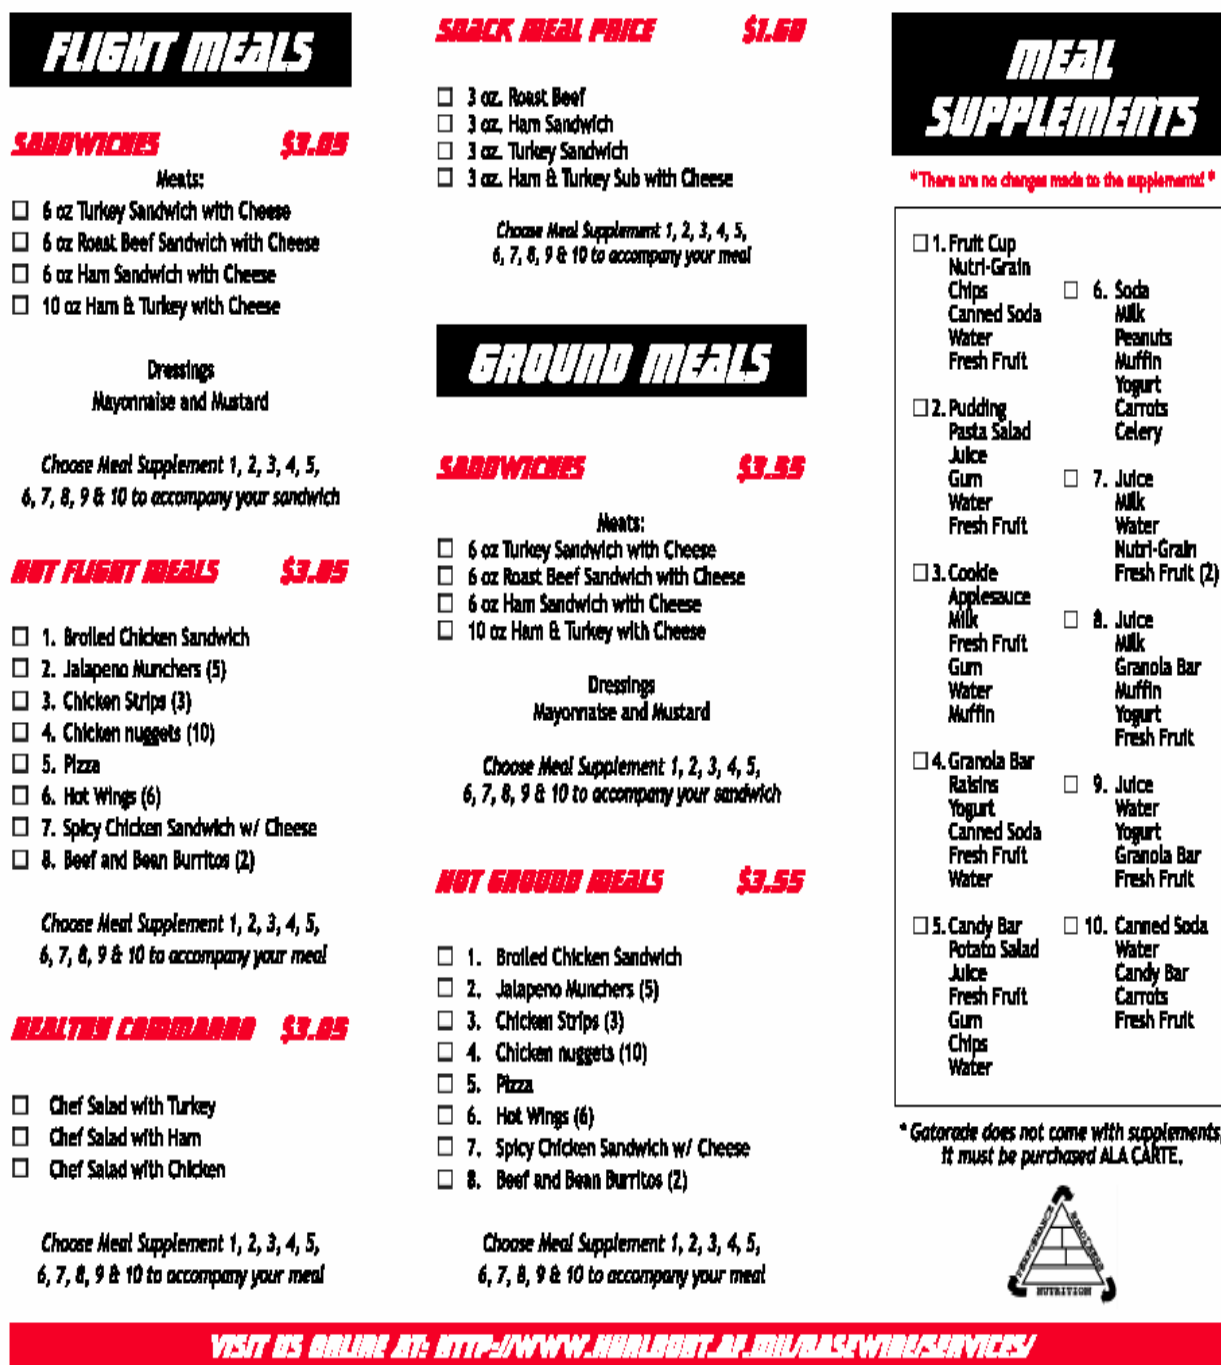 FLIGHT MEALS
SANDWICHES $3.05
Meats:
6 oz Turkey Sandwich with Cheese
6 oz Roast Beef Sandwich with Cheese
6 oz Ham Sandwich with Cheese
10 oz Ham & Turkey with Cheese
Dressings
Mayonnaise and Mustard
Choose Meal Supplement 1, 2, 3, 4, 5,
6, 7, 8, 9 & 10 to accompany your sandwich
HOT FLIGHT MEALS $3.05
1. Broiled Chicken Sandwich
2. Jalapeno Munchers (5)
3. Chicken Strips (3)
4. Chicken nuggets (10)
5. Pizza
6. Hot Wings (6)
7. Spicy Chicken Sandwich w/ Cheese
8. Beef and Bean Burritos (2)
Choose Meal Supplement 1, 2, 3, 4, 5,
6, 7, 8, 9 & 10 to accompany your meal
HEALTHY COMMANDO $3.05
Chef Salad with Turkey
Chef Salad with Ham
Chef Salad with Chicken
Choose Meal Supplement 1, 2, 3, 4, 5,
6, 7, 8, 9 & 10 to accompany your meal
SNACK MEAL PRICE $1.60
3 oz. Roast Beef
3 oz. Ham Sandwich
3 oz. Turkey Sandwich
3 oz. Ham & Turkey Sub with Cheese
Choose Meal Supplement 1, 2, 3, 4, 5,
6, 7, 8, 9 & 10 to accompany your meal
GROUND MEALS
SANDWICHES $3.55
Meats:
6 oz Turkey Sandwich with Cheese
6 oz Roast Beef Sandwich with Cheese
6 oz Ham Sandwich with Cheese
10 oz Ham & Turkey with Cheese
Dressings
Mayonnaise and Mustard
Choose Meal Supplement 1, 2, 3, 4, 5,
6, 7, 8, 9 & 10 to accompany your sandwich
HOT GROUND MEALS $3.55
1. Broiled Chicken Sandwich
2. Jalapeno Munchers (5)
3. Chicken Strips (3)
4. Chicken nuggets (10)
5. Pizza
6. Hot Wings (6)
7. Spicy Chicken Sandwich w/ Cheese
8. Beef and Bean Burritos (2)
Choose Meal Supplement 1, 2, 3, 4, 5,
6, 7, 8, 9 & 10 to accompany your meal
MEAL
SUPPLEMENTS
*There are no changes made to the supplements! *
1. Fruit Cup
Nutri-Grain
Chips
Canned Soda
Water
Fresh Fruit
2. Pudding
Pasta Salad
Juice
Gum
Water
Fresh Fruit
3. Cookie
Applesauce
Milk
Fresh Fruit
Gum
Water
Muffin
4. Granola Bar
Raisins
Yogurt
Canned Soda
Fresh Fruit
Water
5. Candy Bar
Potato Salad
Juice
Fresh Fruit
Gum
Chips
Water
6. Soda
Milk
Peanuts
Muffin
Yogurt
Carrots
Celery
7. Juice
Milk
Water
Nutri-Grain
Fresh Fruit (2)
8. Juice
Milk
Granola Bar
Muffin
Yogurt
Fresh Fruit
9. Juice
Water
Yogurt
Granola Bar
Fresh Fruit
10. Canned Soda
Water
Candy Bar
Carrots
Fresh Fruit
* Gatorade does not come with supplements,
it must be purchased ALA CARTE.
PERFORMANCE
READINESS
NUTRITION
VISIT US ONLINE AT: HTTP://WWW.HURLBURT.AF.MIL/BASEWIDE/SERVICES/